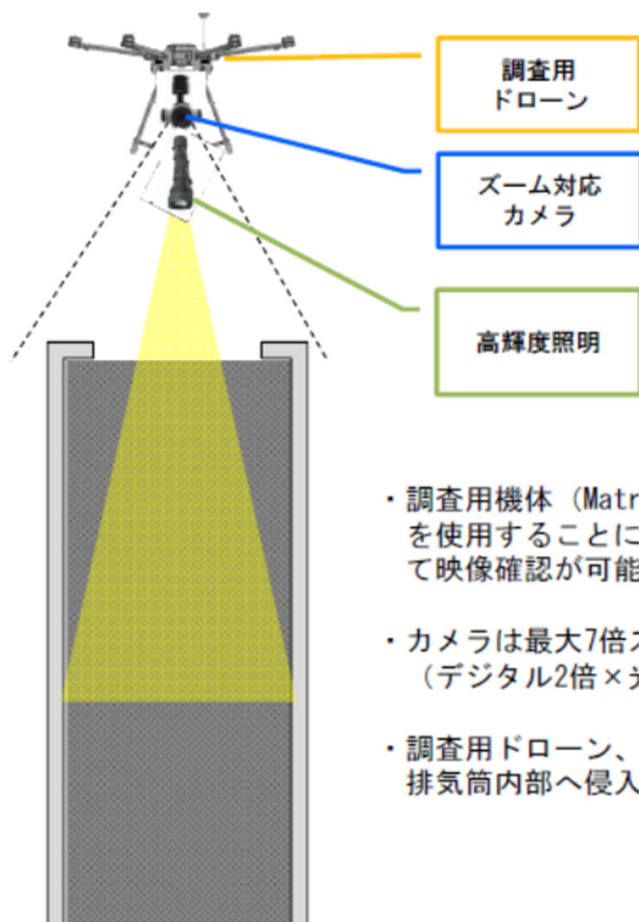 調査用
ドローン
ズーム対応
カメラ
高輝度照明
・調査用機体（Matr
を使用することに
て映像確認が可能
・カメラは最大7倍
（デジタル2倍×
・調査用ドローン、
排気筒内部へ侵入